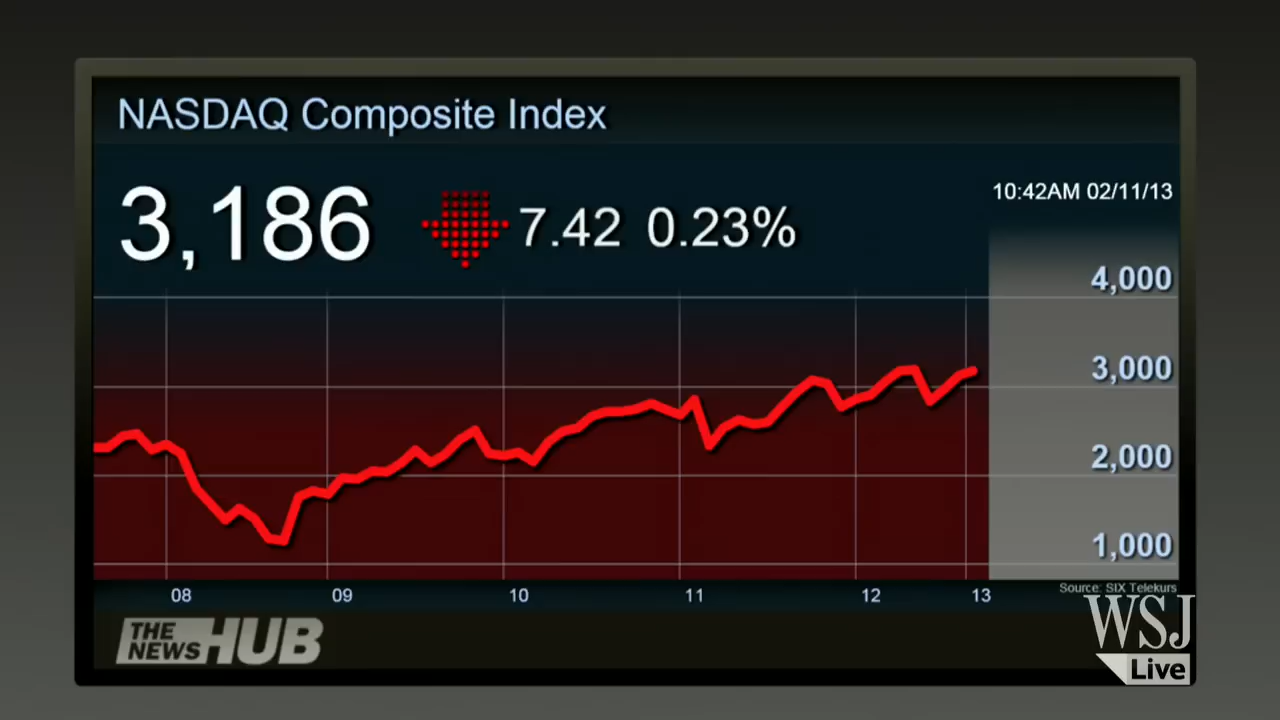 NASDAQ Composite Index
3,186 7.42 0.23%
10:42AM 02/11/13
4,000
3,000
2,000
1,000
08 09 10 11 12 13
Source: SIX Telekurs
THE NEWS HUB
WSJ
Live